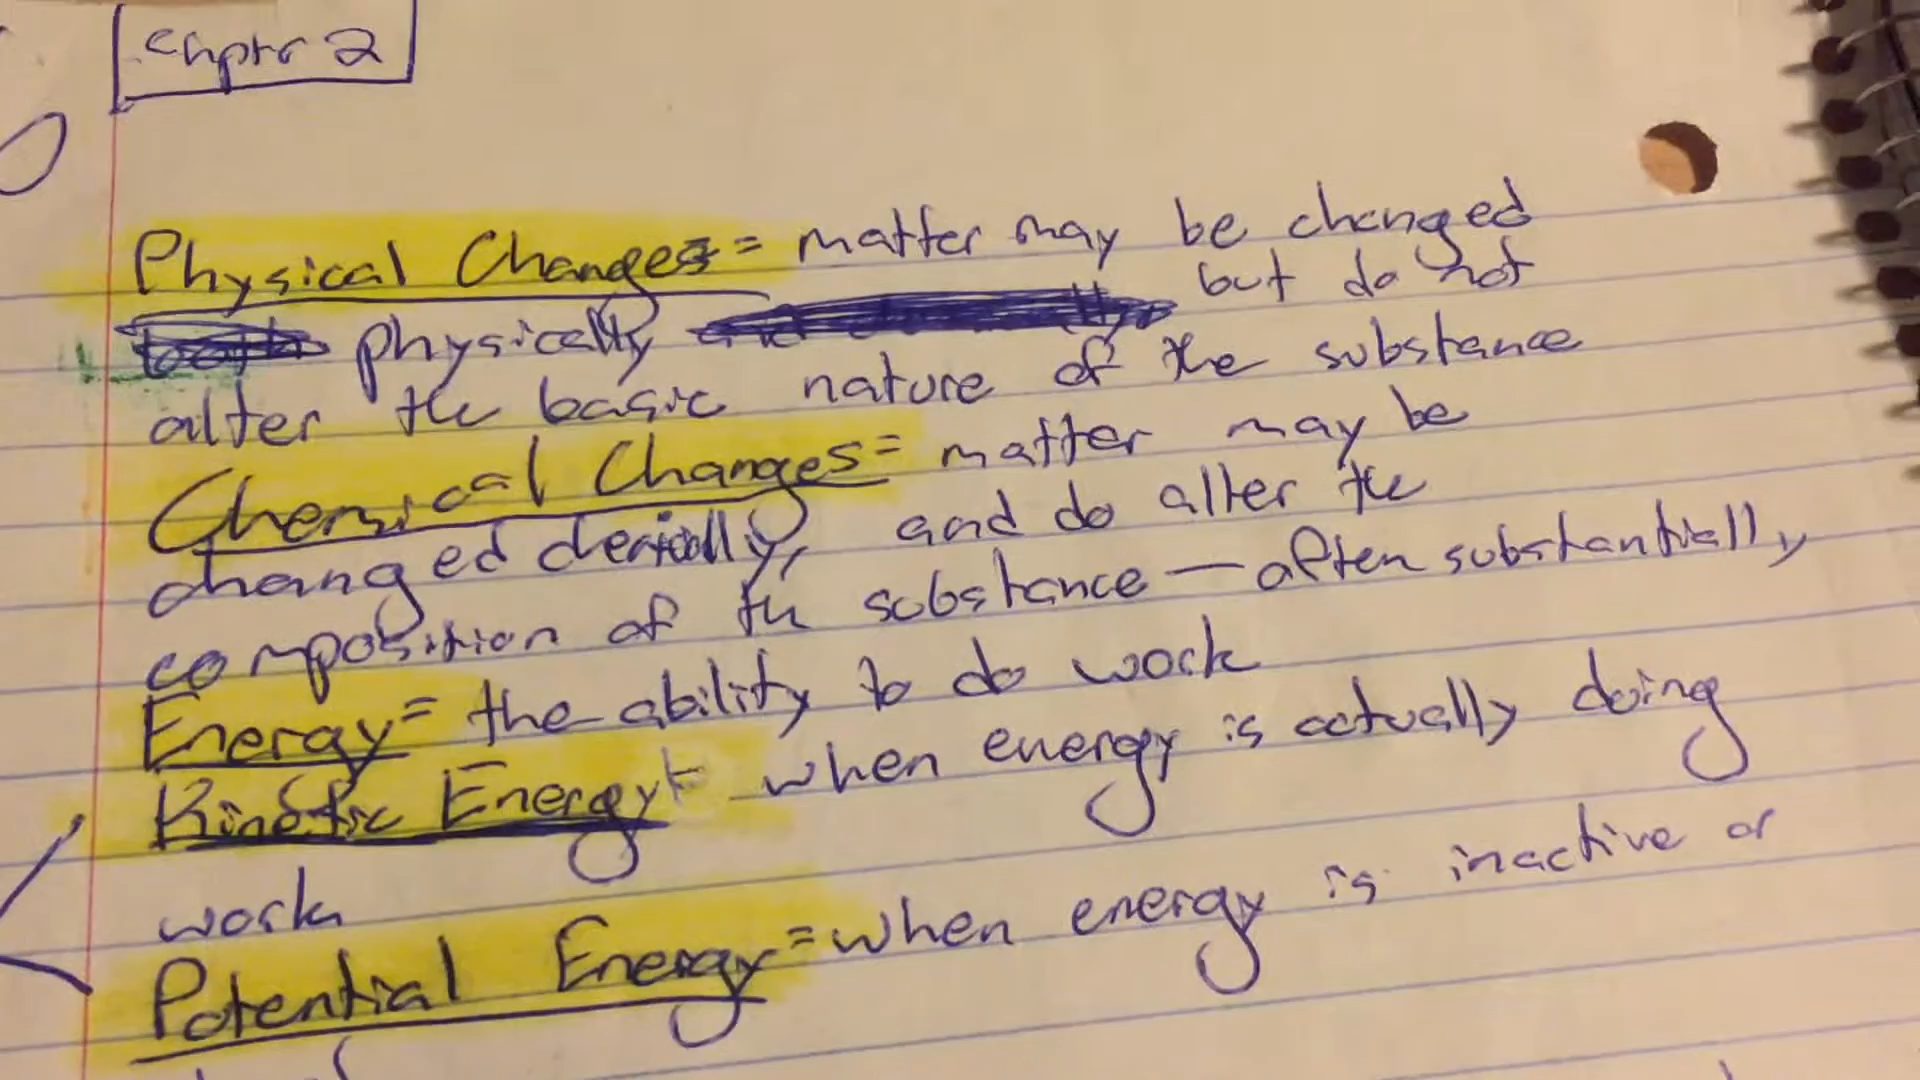 Chptr 2
Physical Changes = matter may be changed
physically but do not
alter the basic nature of the substance
Chemical Changes = matter may be
changed chemically, and do alter the
composition of the substance — often substantially
Energy = the ability to do work
Kinetic Energy when energy is actually doing
work
Potential Energy = when energy is inactive or